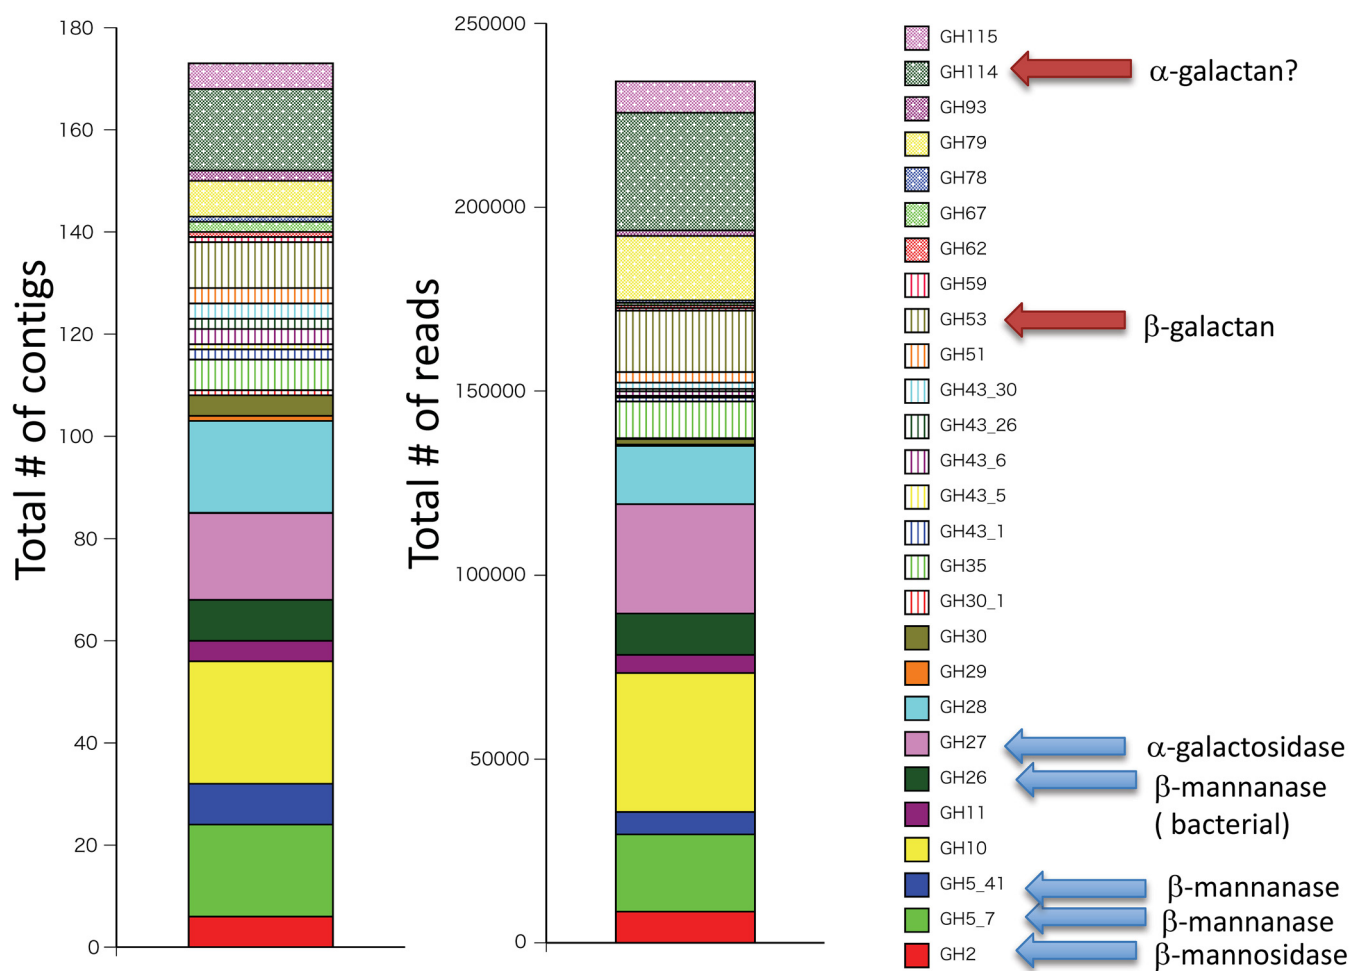 Total # of contigs
180
160
140
120
100
80
60
40
20
0
Total # of reads
250000
200000
150000
100000
50000
0
GH115
GH114
α-galactan?
GH93
GH79
GH78
GH67
GH62
GH59
GH53
β-galactan
GH51
GH43_30
GH43_26
GH43_6
GH43_5
GH43_1
GH35
GH30_1
GH30
GH29
GH28
GH27
α-galactosidase
GH26
β-mannanase
( bacterial)
GH11
GH10
GH5_41
β-mannanase
GH5_7
β-mannanase
GH2
β-mannosidase